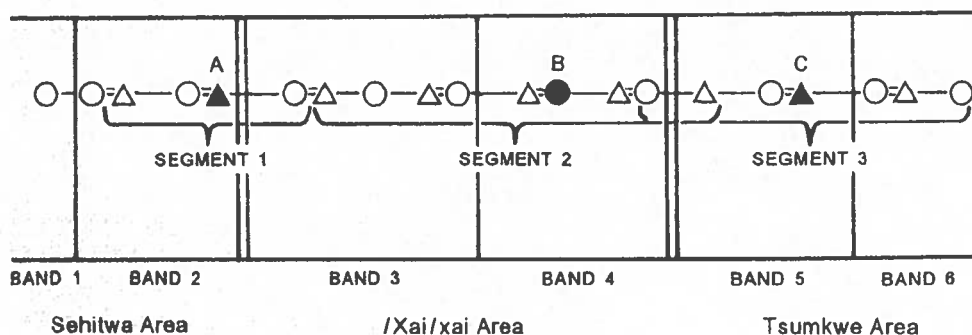 A B C
SEGMENT 1 SEGMENT 2 SEGMENT 3
BAND 1 BAND 2 BAND 3 BAND 4 BAND 5 BAND 6
Sehitwa Area /Xai/xai Area Tsumkwe Area